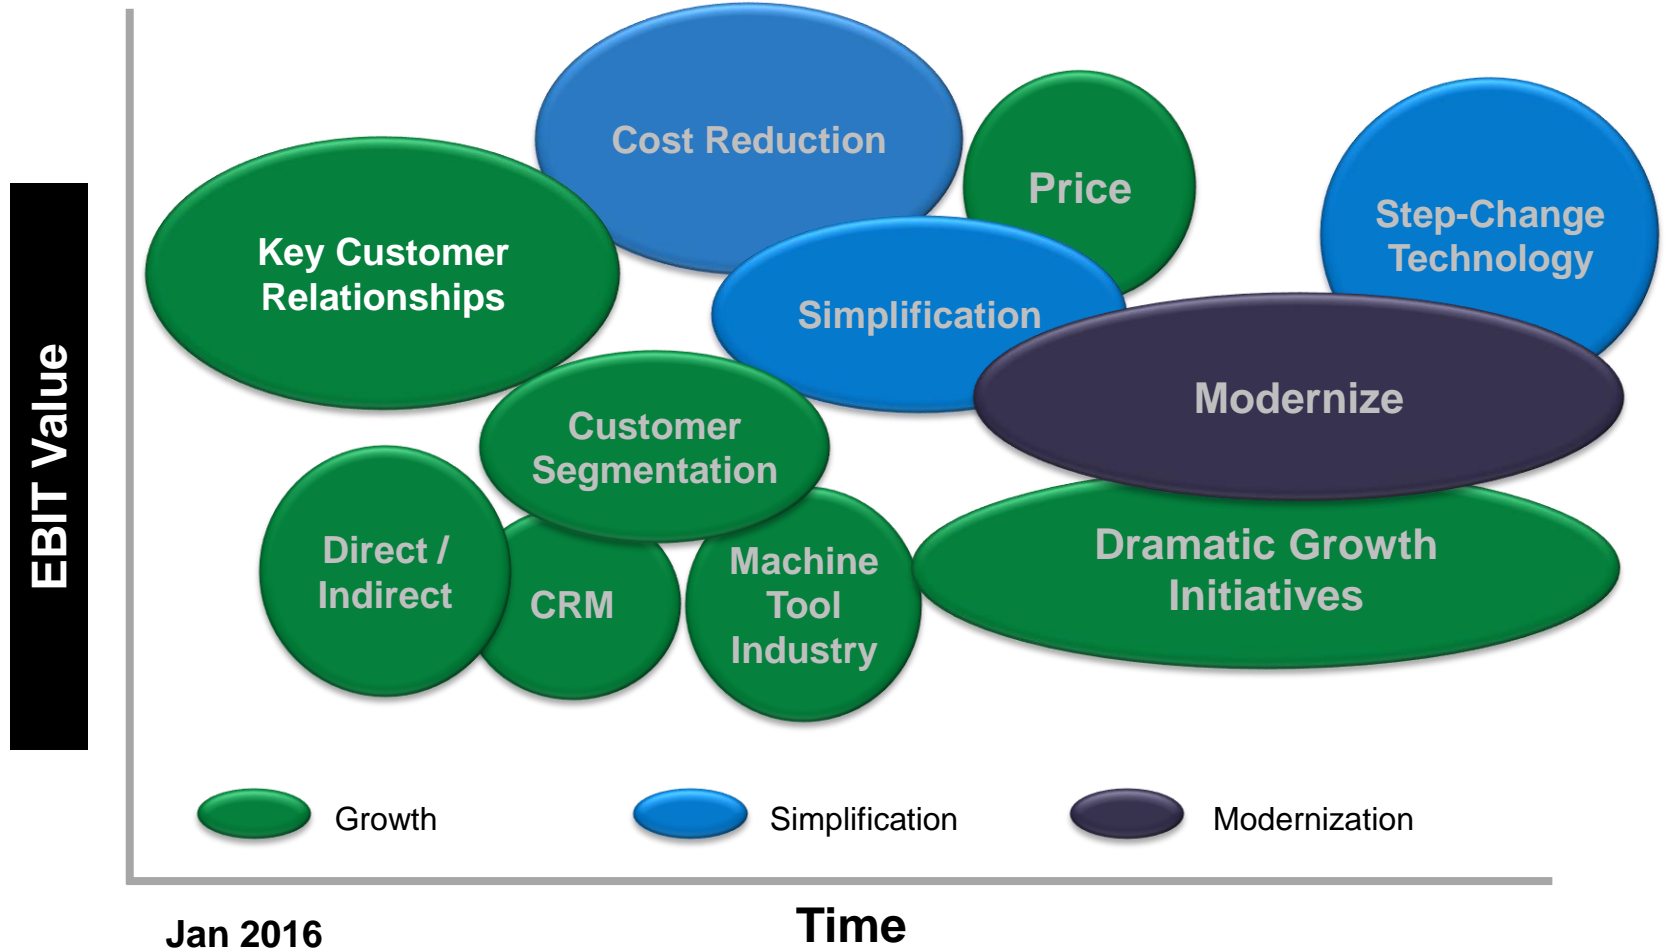 Cost Reduction
Price
Step-Change
Technology
Key Customer
Relationships
Simplification
Modernize
Customer
Segmentation
EBIT Value
Direct /
Indirect
CRM
Machine
Tool
Industry
Dramatic Growth
Initiatives
Growth
Simplification
Modernization
Jan 2016
Time